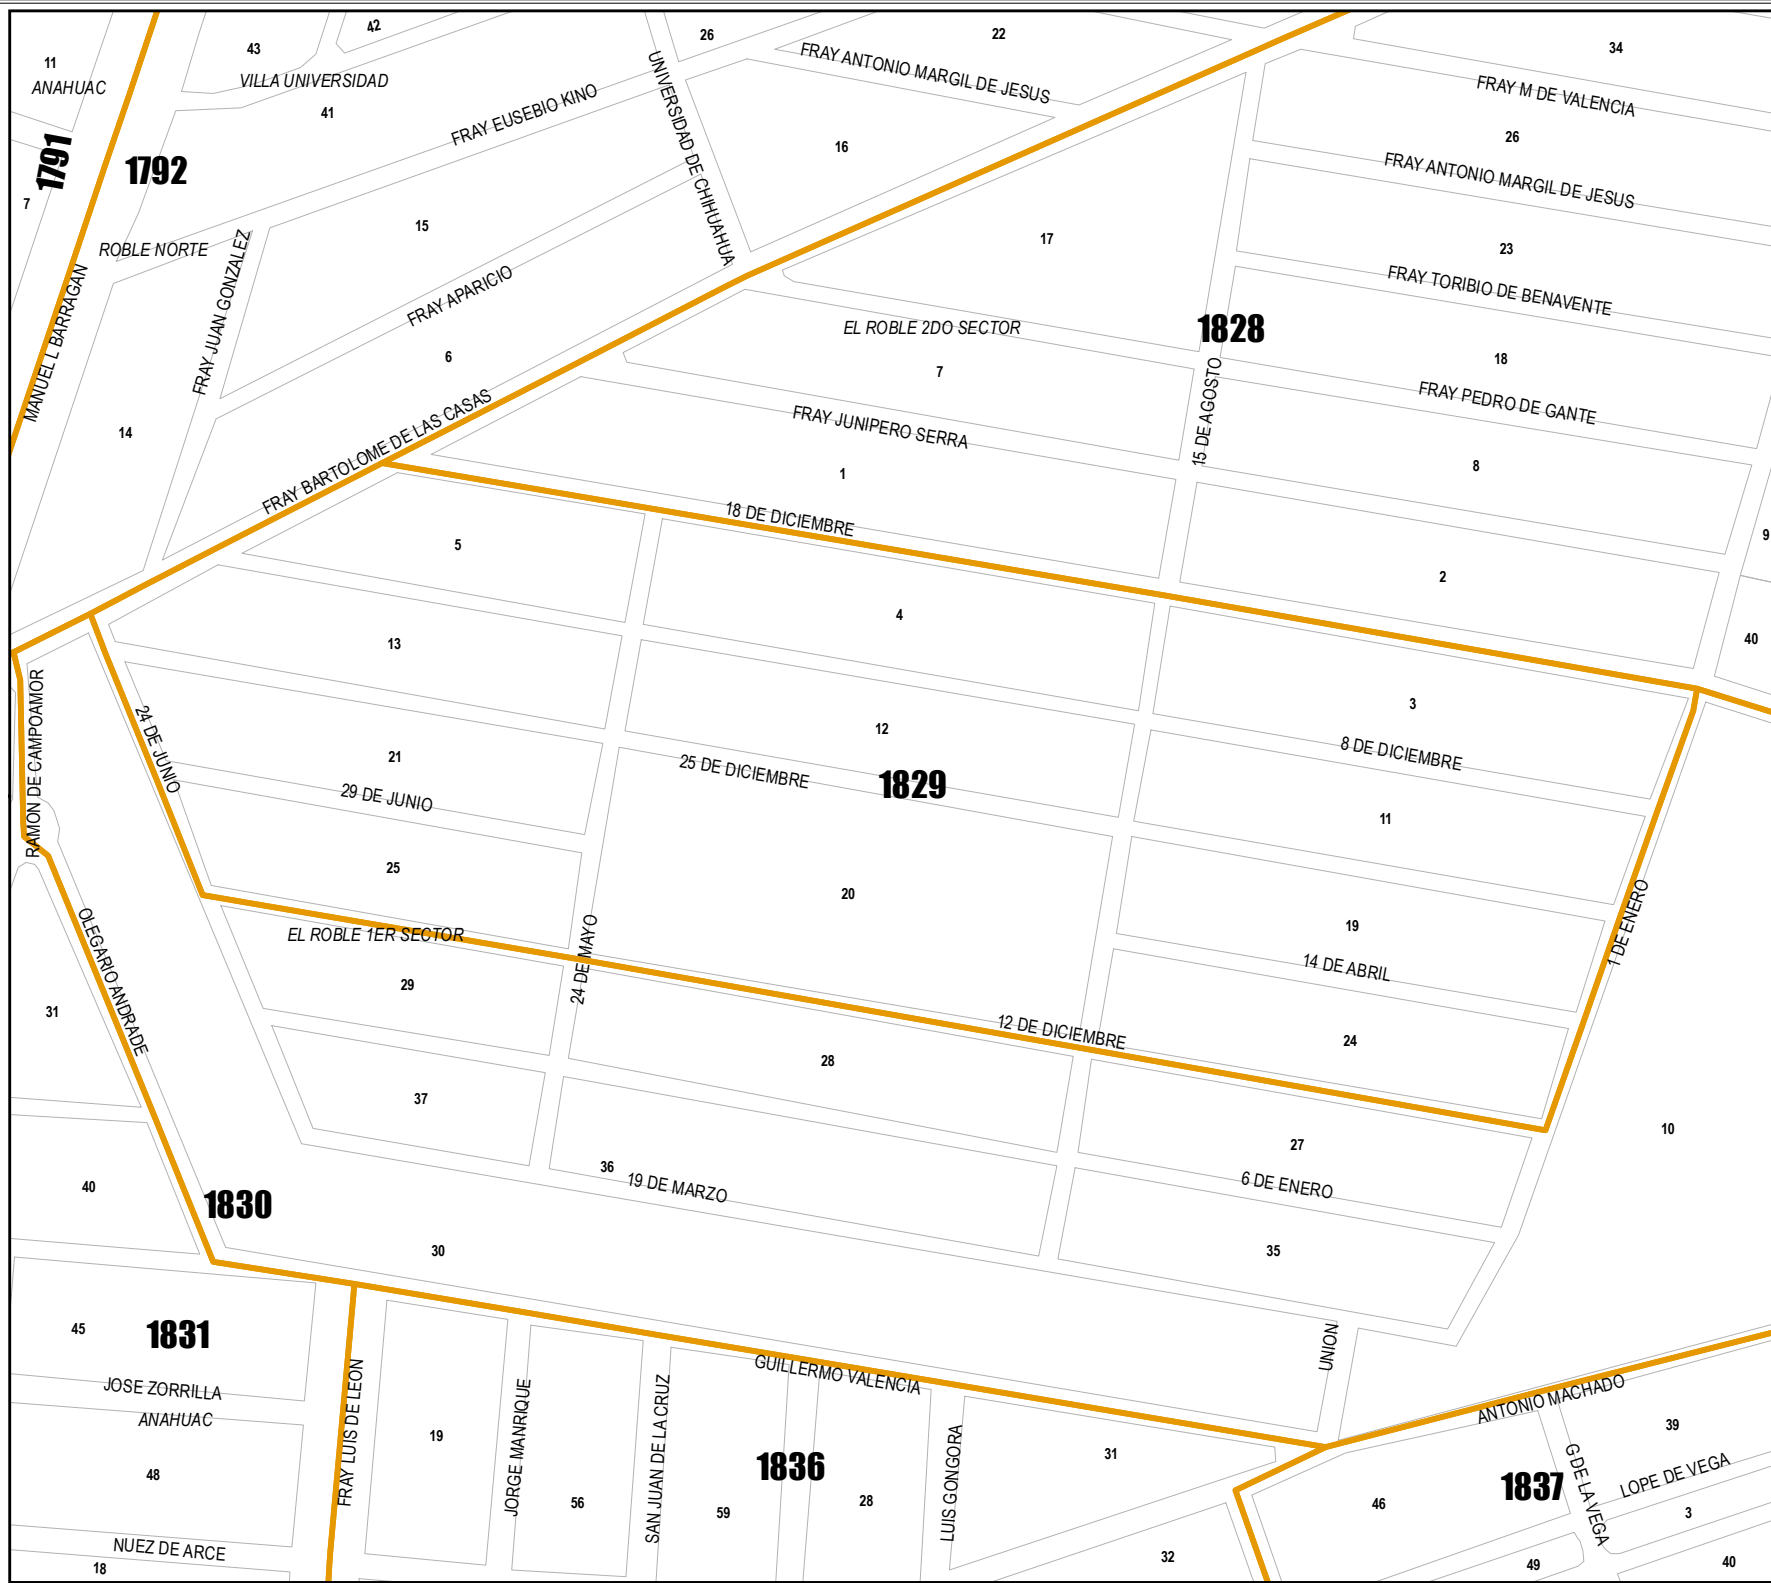 42
26
22
34
43
11
ANAHUAC
VILLA UNIVERSIDAD
41
FRAY ANTONIO MARGIL DE JESUS
FRAY M DE VALENCIA
FRAY EUSEBIO KINO
UNIVERSIDAD DE CHIHUAHUA
26
16
1791
1792
FRAY ANTONIO MARGIL DE JESUS
7
15
17
23
ROBLE NORTE
FRAY JUAN GONZALEZ
FRAY APARICIO
FRAY TORIBIO DE BENAVENTE
MANUEL L BARRAGAN
EL ROBLE 2DO SECTOR
1828
6
7
18
FRAY PEDRO DE GANTE
15 DE AGOSTO
14
FRAY BARTOLOME DE LAS CASAS
FRAY JUNIPERO SERRA
1
8
18 DE DICIEMBRE
5
9
2
4
13
40
RAMON DE CAMPOAMOR
24 DE JUNIO
3
12
8 DE DICIEMBRE
21
25 DE DICIEMBRE
1829
29 DE JUNIO
11
25
20
1 DE ENERO
19
EL ROBLE 1ER SECTOR
24 DE MAYO
14 DE ABRIL
OLEGARIO ANDRADE
29
31
12 DE DICIEMBRE
24
28
37
10
27
36
19 DE MARZO
6 DE ENERO
40
1830
30
35
45
1831
UNION
GUILLERMO VALENCIA
JOSE ZORRILLA
ANAHUAC
FRAY LUIS DE LEON
JORGE MANRIQUE
SAN JUAN DE LA CRUZ
LUIS GONGORA
ANTONIO MACHADO
39
19
31
1836
48
G DE LA VEGA
LOPE DE VEGA
1837
46
56
59
28
3
NUEZ DE ARCE
18
32
49
40